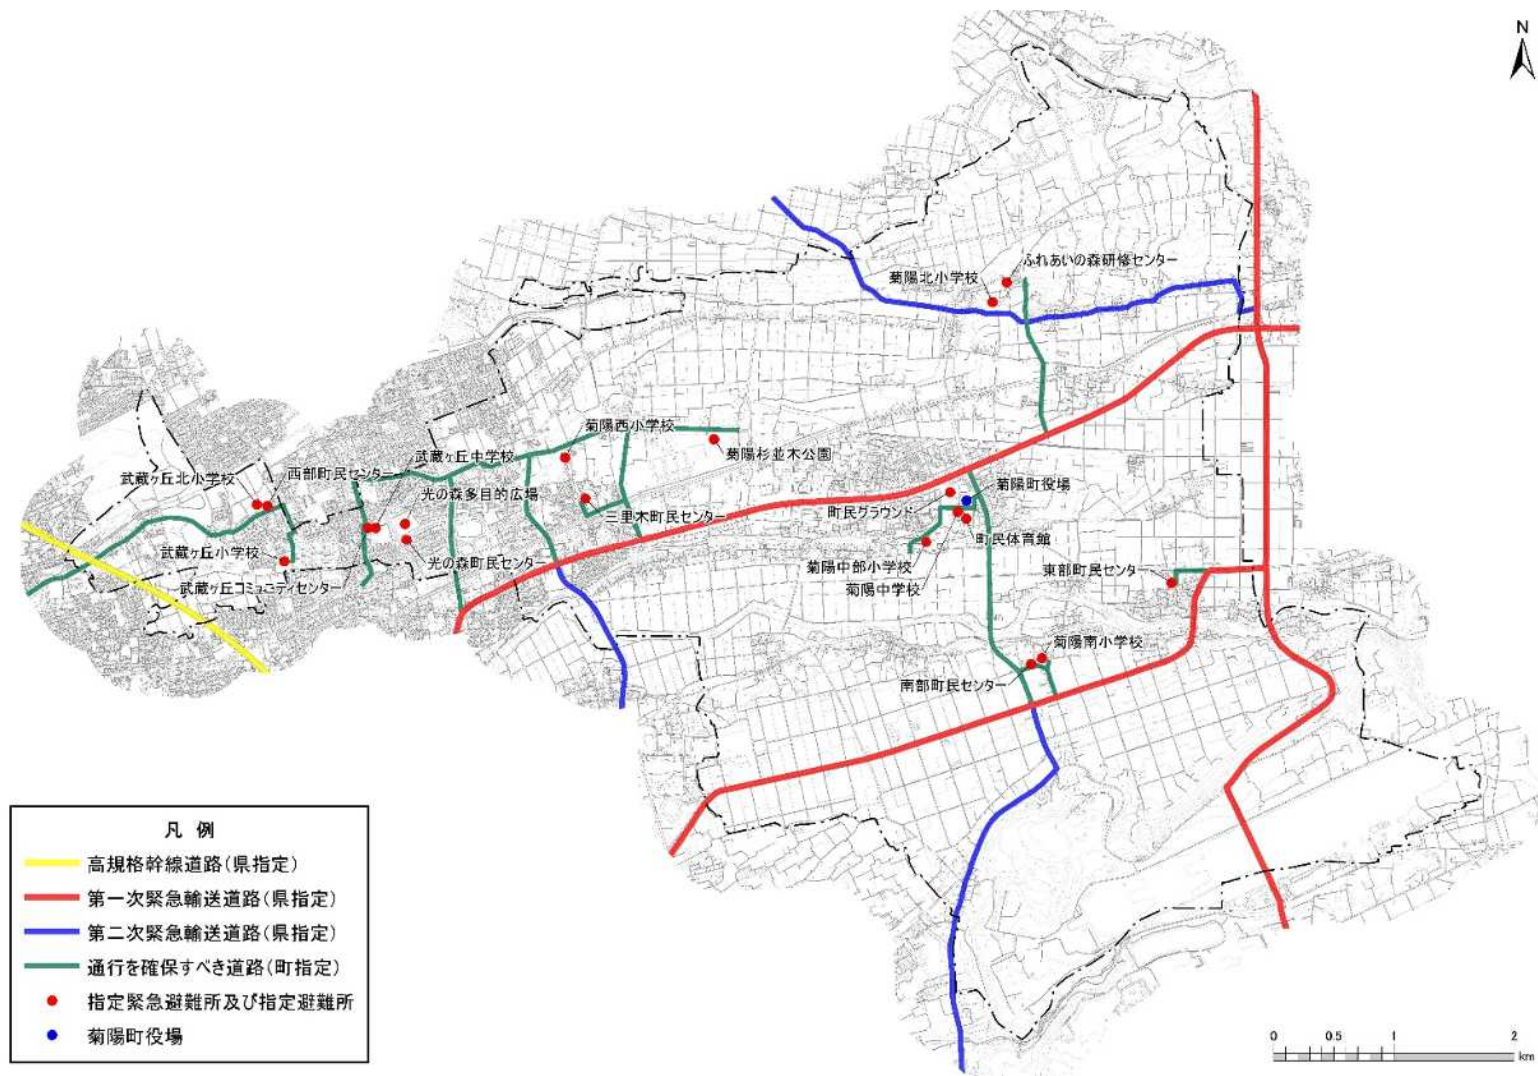 N
ふれあいの森研修センター
菊陽北小学校
菊陽西小学校
武蔵ヶ丘中学校
菊陽杉並木公園
西部町民センター
武蔵ヶ丘北小学校
光の森多目的広場
菊陽町役場
三里木町民センター
町民グラウンド
町民体育館
武蔵ヶ丘小学校
光の森町民センター
菊陽中部小学校
東部町民センター
武蔵ヶ丘コミュニティセンター
菊陽中学校
菊陽南小学校
南部町民センター
凡 例
高規格幹線道路(県指定)
第一次緊急輸送道路(県指定)
第二次緊急輸送道路(県指定)
通行を確保すべき道路(町指定)
指定緊急避難所及び指定避難所
菊陽町役場
0 0.5 1 2
km